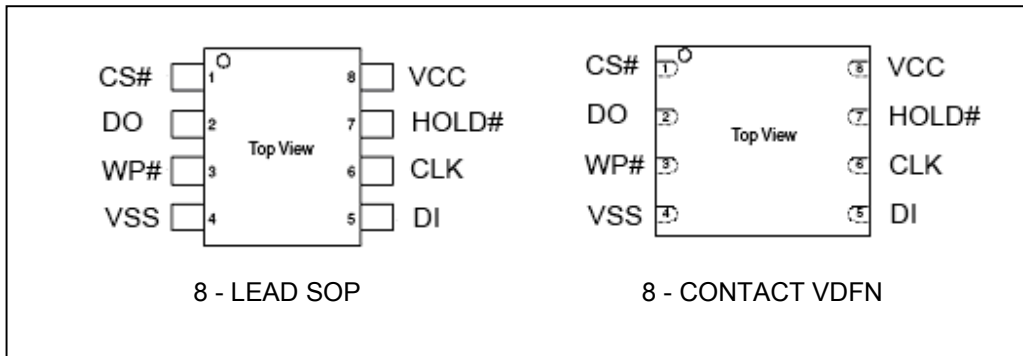 CS# 1 8 VCC
DO 2 7 HOLD#
Top View
WP# 3 6 CLK
VSS 4 5 DI
8 - LEAD SOP
CS# 1 8 VCC
DO 2 7 HOLD#
Top View
WP# 3 6 CLK
VSS 4 5 DI
8 - CONTACT VDFN